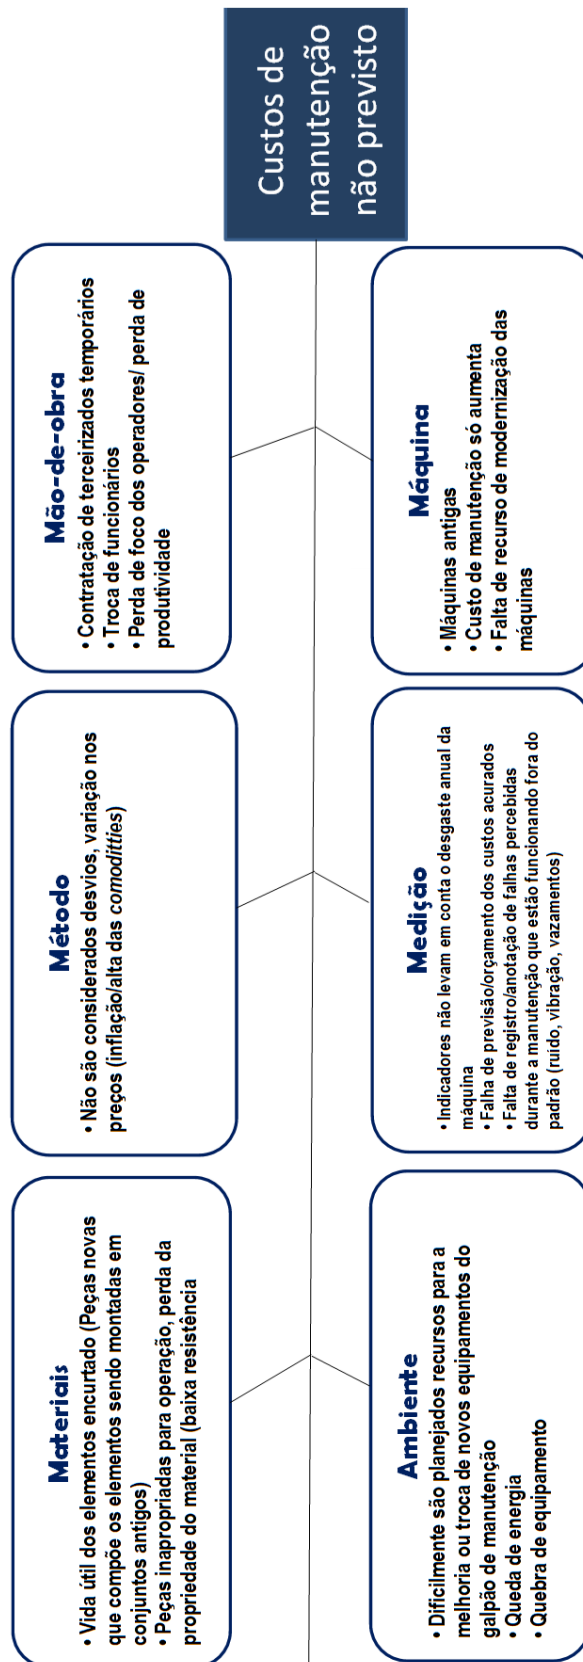 Materiais
• Vida útil dos elementos encurtado (Peças novas
que compõe os elementos sendo montadas em
conjuntos antigos)
• Peças inapropriadas para operação, perda da
propriedade do material (baixa resistência
Método
• Não são considerados desvios, variação nos
preços (inflação/alta das comoditties)
Mão-de-obra
• Contratação de terceirizados temporários
• Troca de funcionários
• Perda de foco dos operadores/ perda de
produtividade
Custos de
manutenção
não previsto
Ambiente
• Dificilmente são planejados recursos para a
melhoria ou troca de novos equipamentos do
galpão de manutenção
• Queda de energia
• Quebra de equipamento
Medição
• Indicadores não levam em conta o desgaste anual da
máquina
• Falha de previsão/orçamento dos custos acurados
• Falta de registro/anotação de falhas percebidas
durante a manutenção que estão funcionando fora do
padrão (ruído, vibração, vazamentos)
Máquina
• Máquinas antigas
• Custo de manutenção só aumenta
• Falta de recurso de modernização das
máquinas